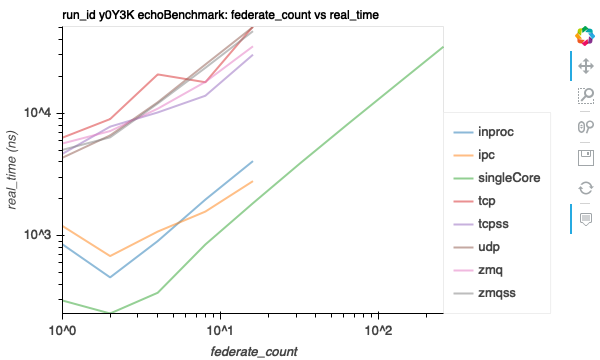 run_id y0Y3K echoBenchmark: federate_count vs real_time
10^4
10^3
real_time (ns)
10^0
10^1
10^2
federate_count
inproc
ipc
singleCore
tcp
tcpss
udp
zmq
zmqss